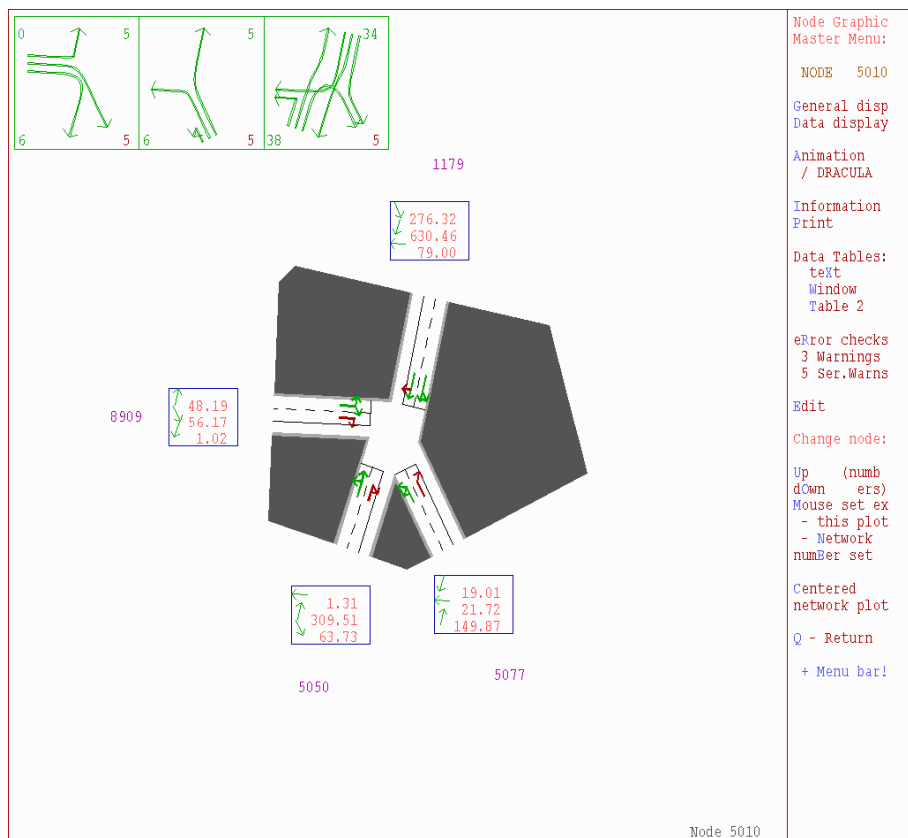 0 5 5 34
6 5 6 4 5 38 5
1179
276.32
630.46
79.00
8909
48.19
56.17
1.02
1.31
309.51
63.73
19.01
21.72
149.87
5050
5077
Node 5010
Node Graphic
Master Menu:
NODE 5010
General disp
Data display
Animation
/ DRACULA
Information
Print
Data Tables:
teXt
Window
Table 2
eRror checks
3 Warnings
5 Ser.Warns
Edit
Change node:
Up (numb
dOwn ers)
Mouse set ex
- this plot
- Network
numBer set
Centered
network plot
Q - Return
+ Menu bar!